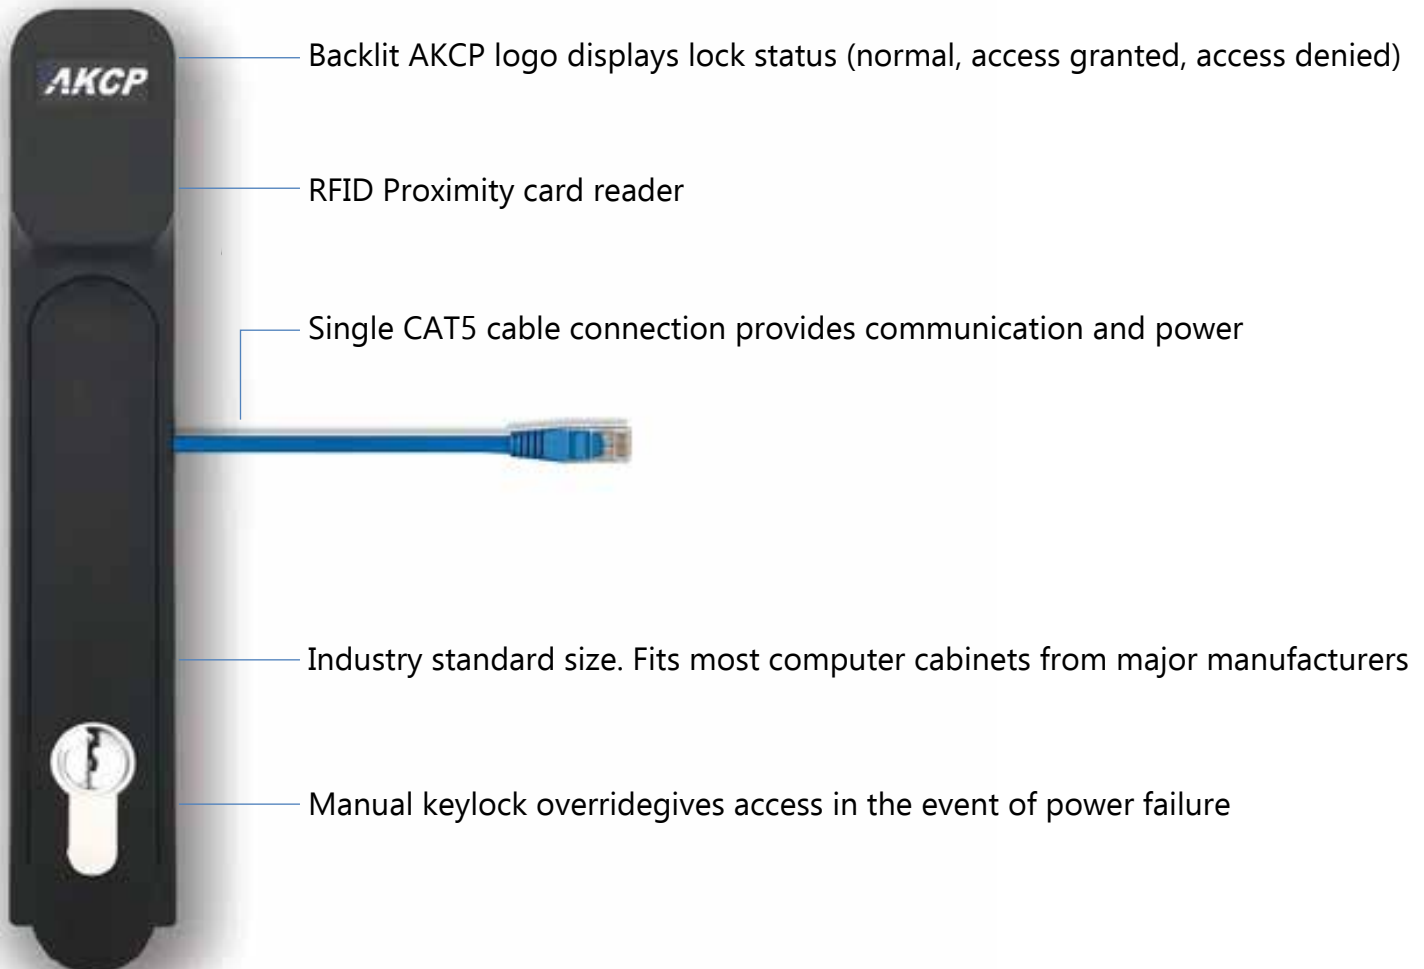 AKCP
Backlit AKCP logo displays lock status (normal, access granted, access denied)
RFID Proximity card reader
Single CAT5 cable connection provides communication and power
Industry standard size. Fits most computer cabinets from major manufacturers
Manual keylock overridegives access in the event of power failure